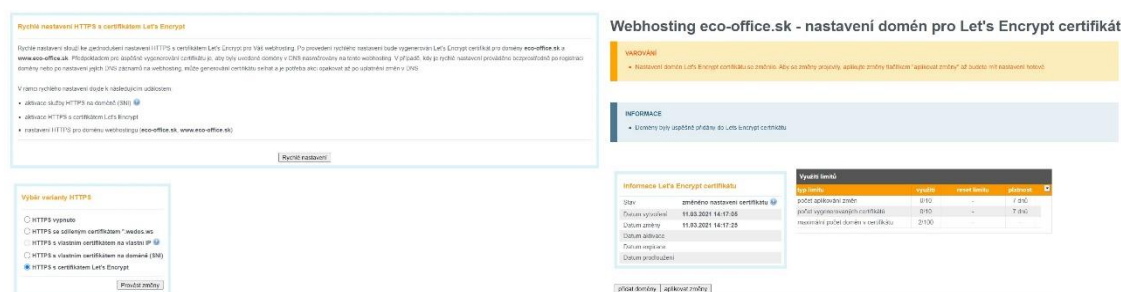 Rychlé nastavení HTTPS s certifikátem Let's Encrypt
Rychlé nastavení slouží ke zjednodušení nastavení HTTPS s certifikátem Let's Encrypt pro Váš webhosting. Po provedení rychlého nastavení bude vygenerován Let's Encrypt certifikát pro domény eco-office.sk a
www.eco-office.sk. Předpokladem pro úspěšné vygenerování certifikátu je, aby byly uvedené domény v DNS nasměrovány na tento webhosting. V případě, kdy je rychlé nastavení prováděno bezprostředně po registraci
domény nebo po nastavení jejich DNS záznamů na webhosting, může generování certifikátu selhat a je potřeba akci opakovat až po uplatnění změn v DNS.
V rámci rychlého nastavení dojde k následujícím událostem
aktivace služby HTTPS na doméně (SNI)
aktivace HTTPS s certifikátem Let's Encrypt
nastavení HTTPS pro doménu webhostingu (eco-office.sk, www.eco-office.sk)
Rychlé nastavení
Výběr varianty HTTPS
HTTPS vypnuto
HTTPS se sdíleným certifikátem *.wedos.ws
HTTPS s vlastním certifikátem na vlastní IP
HTTPS s vlastním certifikátem na doméně (SNI)
HTTPS s certifikátem Let's Encrypt
Provést změny
Webhosting eco-office.sk - nastavení domén pro Let's Encrypt certifikát
VAROVÁNÍ
Nastavení domén Let's Encrypt certifikátu se změnilo. Aby se změny projevily, aplikujte změny tlačítkem "aplikovat změny" až budete mít nastavení hotové.
INFORMACE
Domény byly úspěšně přidány do Lets Encrypt certifikátu
Informace Let's Encrypt certifikátu
Stav změněno nastavení certifikátu
Datum vytvoření 11.03.2021 14:17:05
Datum změny 11.03.2021 14:17:25
Datum aktivace
Datum expirace
Datum prodloužení
přidat domény aplikovat změny
Využití limitů
typ limitu využití reset limitu platnost
počet aplikování změn 0/10 - 7 dnů
počet vygenerovaných certifikátů 0/10 - 7 dnů
maximální počet domén v certifikátu 2/100 -